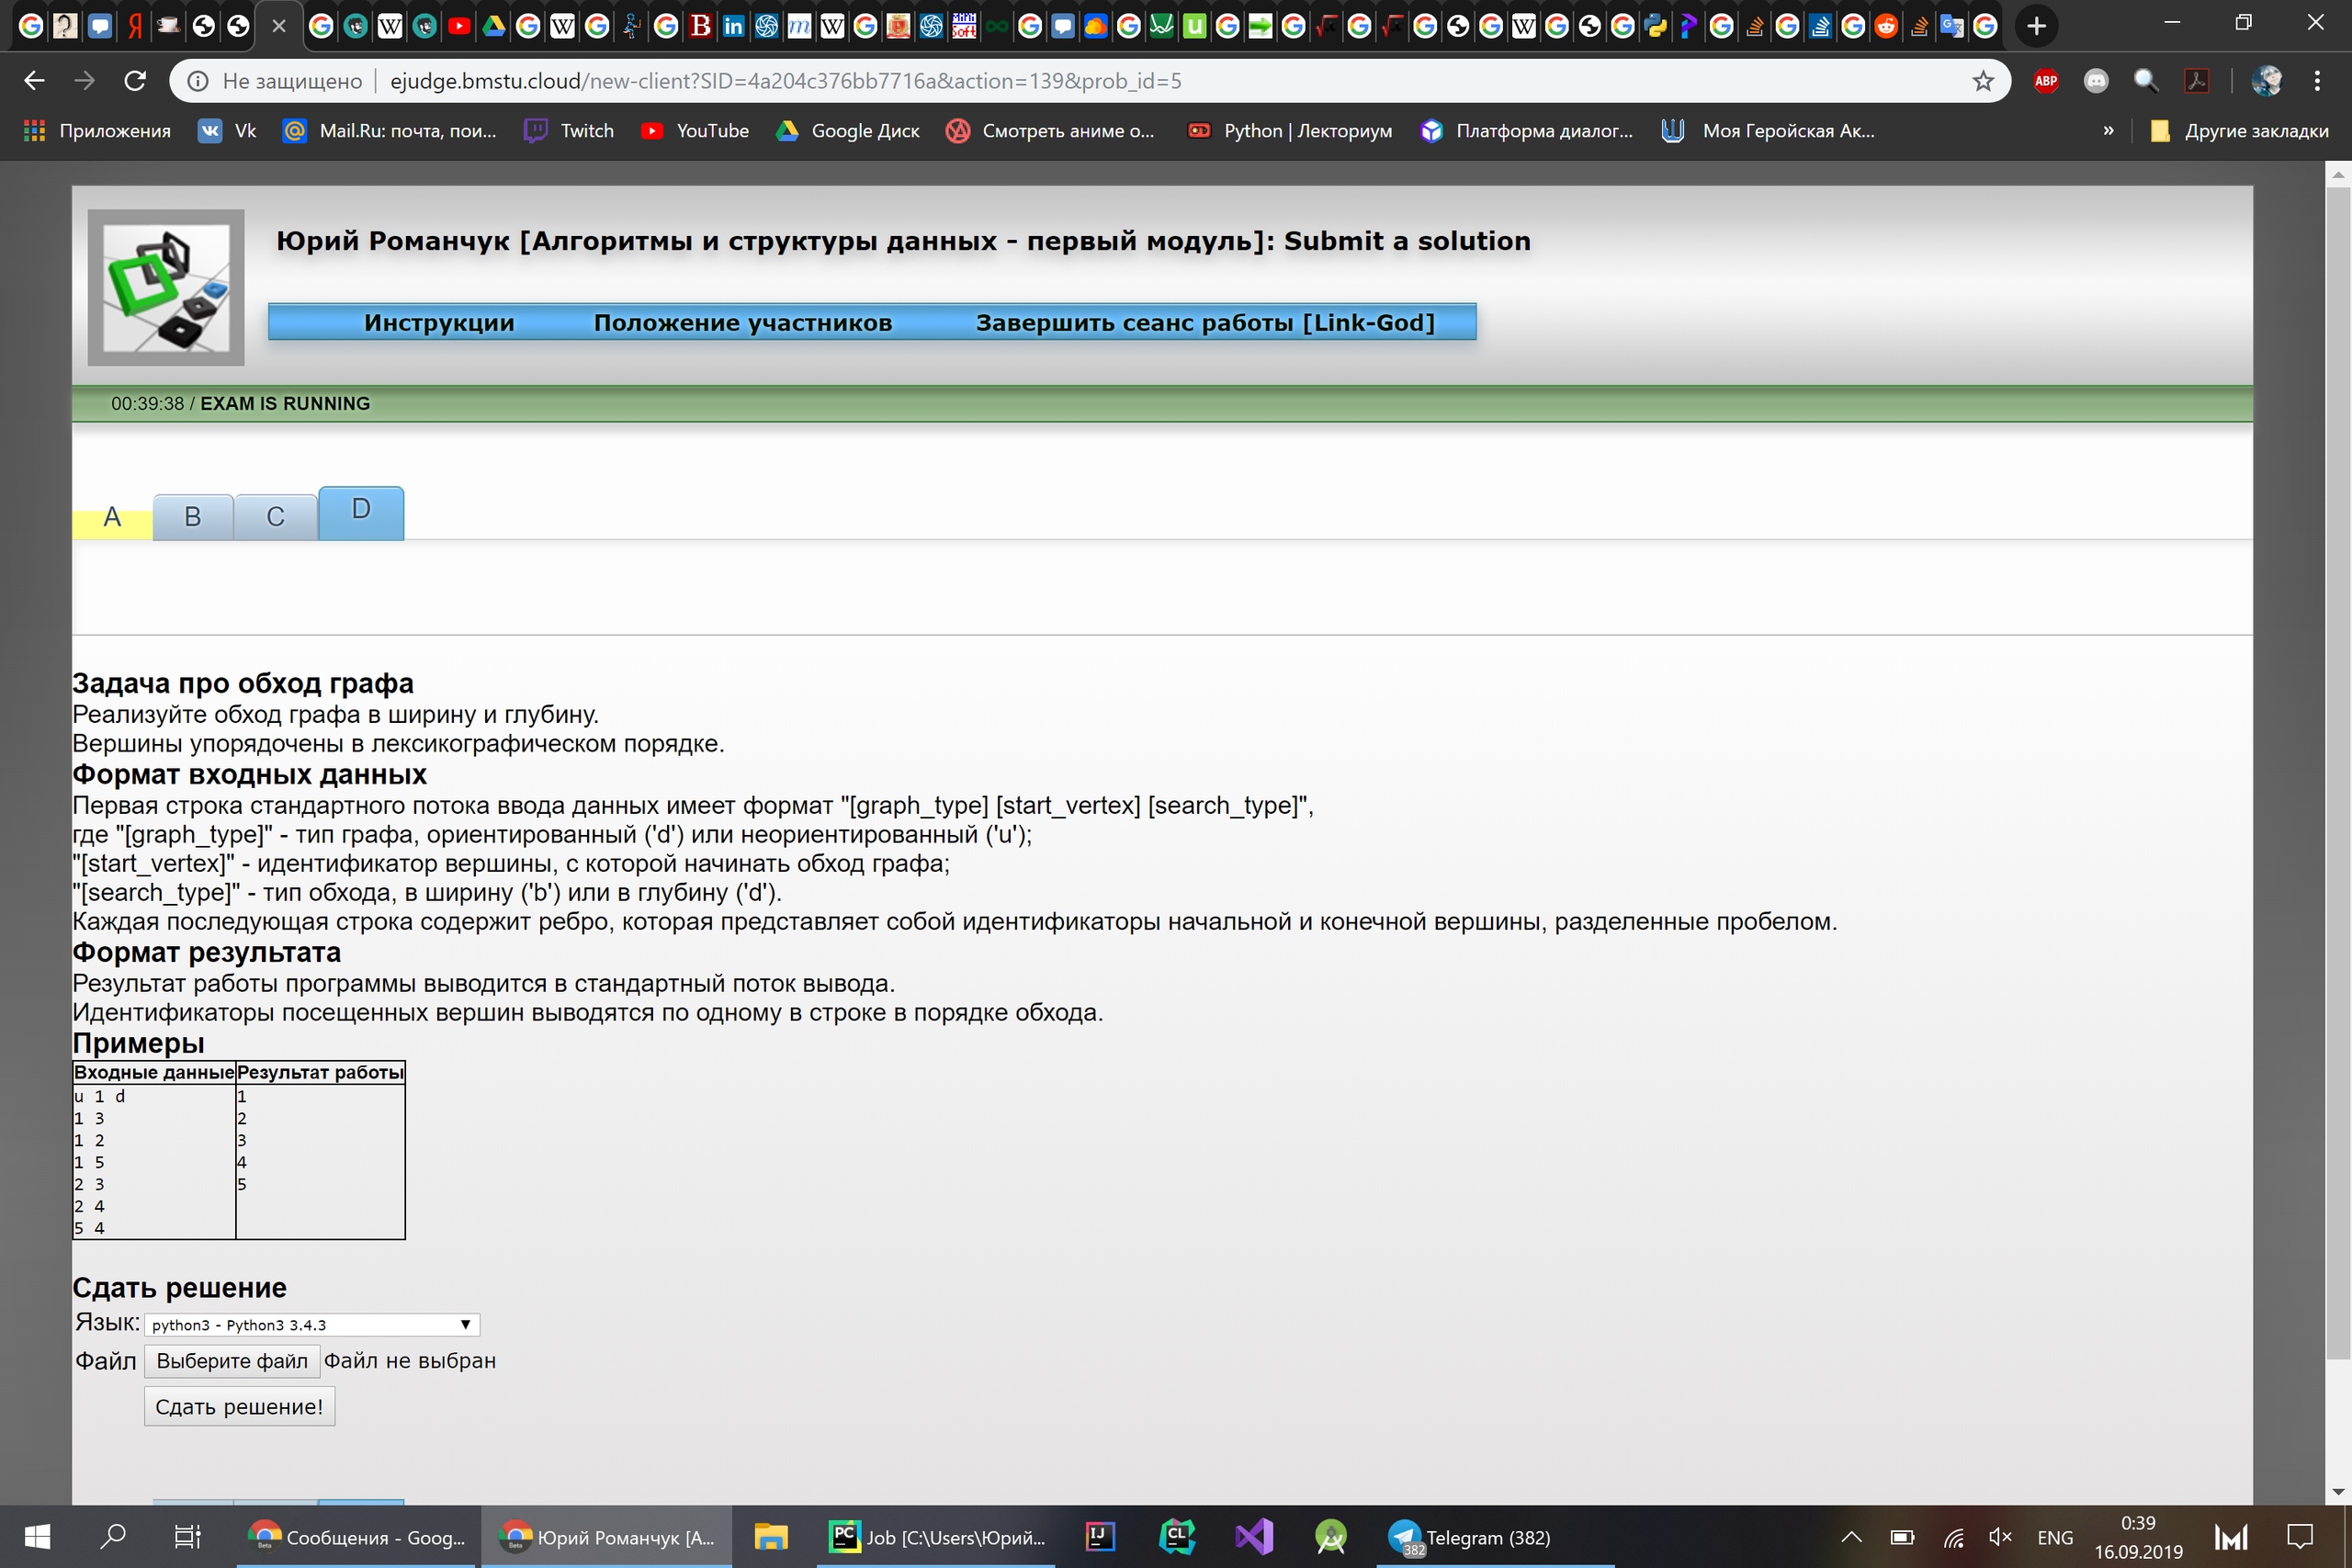 Не защищено
ejudge.bmstu.cloud/new-client?SID=4a204c376bb7716a&action=139&prob_id=5
ABP
Приложения
Vk
Mail.Ru: почта, пои...
Twitch
YouTube
Google Диск
Смотреть аниме о...
Python | Лекториум
Платформа диалог...
Моя Геройская Ак...
»
Другие закладки
Юрий Романчук [Алгоритмы и структуры данных - первый модуль]: Submit a solution
Инструкции
Положение участников
Завершить сеанс работы [Link-God]
00:39:38 / EXAM IS RUNNING
A
B
C
D
Задача про обход графа
Реализуйте обход графа в ширину и глубину.
Вершины упорядочены в лексикографическом порядке.
Формат входных данных
Первая строка стандартного потока ввода данных имеет формат "[graph_type] [start_vertex] [search_type]",
где "[graph_type]" - тип графа, ориентированный ('d') или неориентированный ('u');
"[start_vertex]" - идентификатор вершины, с которой начинать обход графа;
"[search_type]" - тип обхода, в ширину ('b') или в глубину ('d').
Каждая последующая строка содержит ребро, которая представляет собой идентификаторы начальной и конечной вершины, разделенные пробелом.
Формат результата
Результат работы программы выводится в стандартный поток вывода.
Идентификаторы посещенных вершин выводятся по одному в строке в порядке обхода.
Примеры
Входные данные Результат работы
u 1 d 1
1 3 2
1 2 3
1 5 4
2 3 5
2 4
5 4
Сдать решение
Язык: python3 - Python3 3.4.3
Файл Выберите файл Файл не выбран
Сдать решение!
Сообщения - Goog...
Юрий Романчук [А...
PC
Job [C:\Users\Юрий...
IJ
CL
382
Telegram (382)
ENG
0:39
16.09.2019